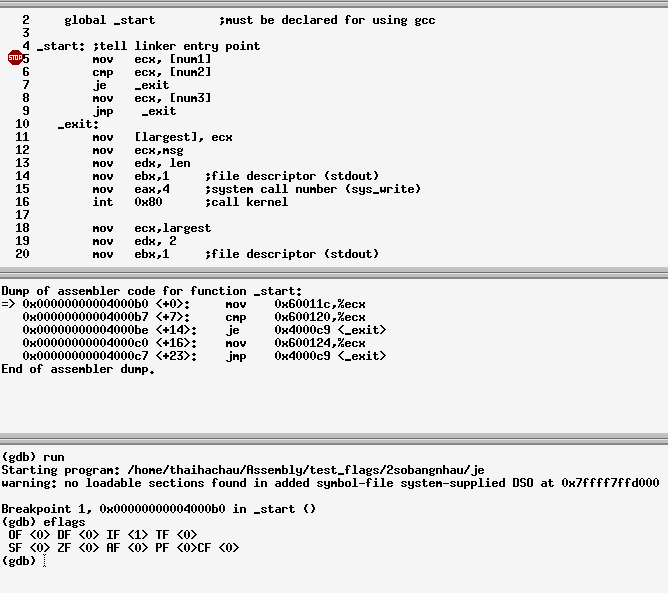 2     global _start         ;must be declared for using gcc
3
4 _start: ;tell linker entry point
STOP 5         mov   ecx, [num1]
6         cmp   ecx, [num2]
7         je    _exit
8         mov   ecx, [num3]
9         jmp    _exit
10    _exit:
11         mov   [largest], ecx
12         mov   ecx,msg
13         mov   edx, len
14         mov   ebx,1     ;file descriptor (stdout)
15         mov   eax,4     ;system call number (sys_write)
16         int   0x80      ;call kernel
17
18         mov   ecx,largest
19         mov   edx, 2
20         mov   ebx,1     ;file descriptor (stdout)
Dump of assembler code for function _start:
=> 0x00000000004000b0 <+0>:     mov    0x60011c,%ecx
   0x00000000004000b7 <+7>:     cmp    0x600120,%ecx
   0x00000000004000be <+14>:    je     0x4000c9 <_exit>
   0x00000000004000c0 <+16>:    mov    0x600124,%ecx
   0x00000000004000c7 <+23>:    jmp    0x4000c9 <_exit>
End of assembler dump.
(gdb) run
Starting program: /home/thaihachau/Assembly/test_flags/2sobangnhau/je
warning: no loadable sections found in added symbol-file system-supplied DSO at 0x7ffff7ffd000
Breakpoint 1, 0x00000000004000b0 in _start ()
(gdb) eflags
 OF <0> DF <0> IF <1> TF <0>
 SF <0> ZF <0> AF <0> PF <0>CF <0>
(gdb)